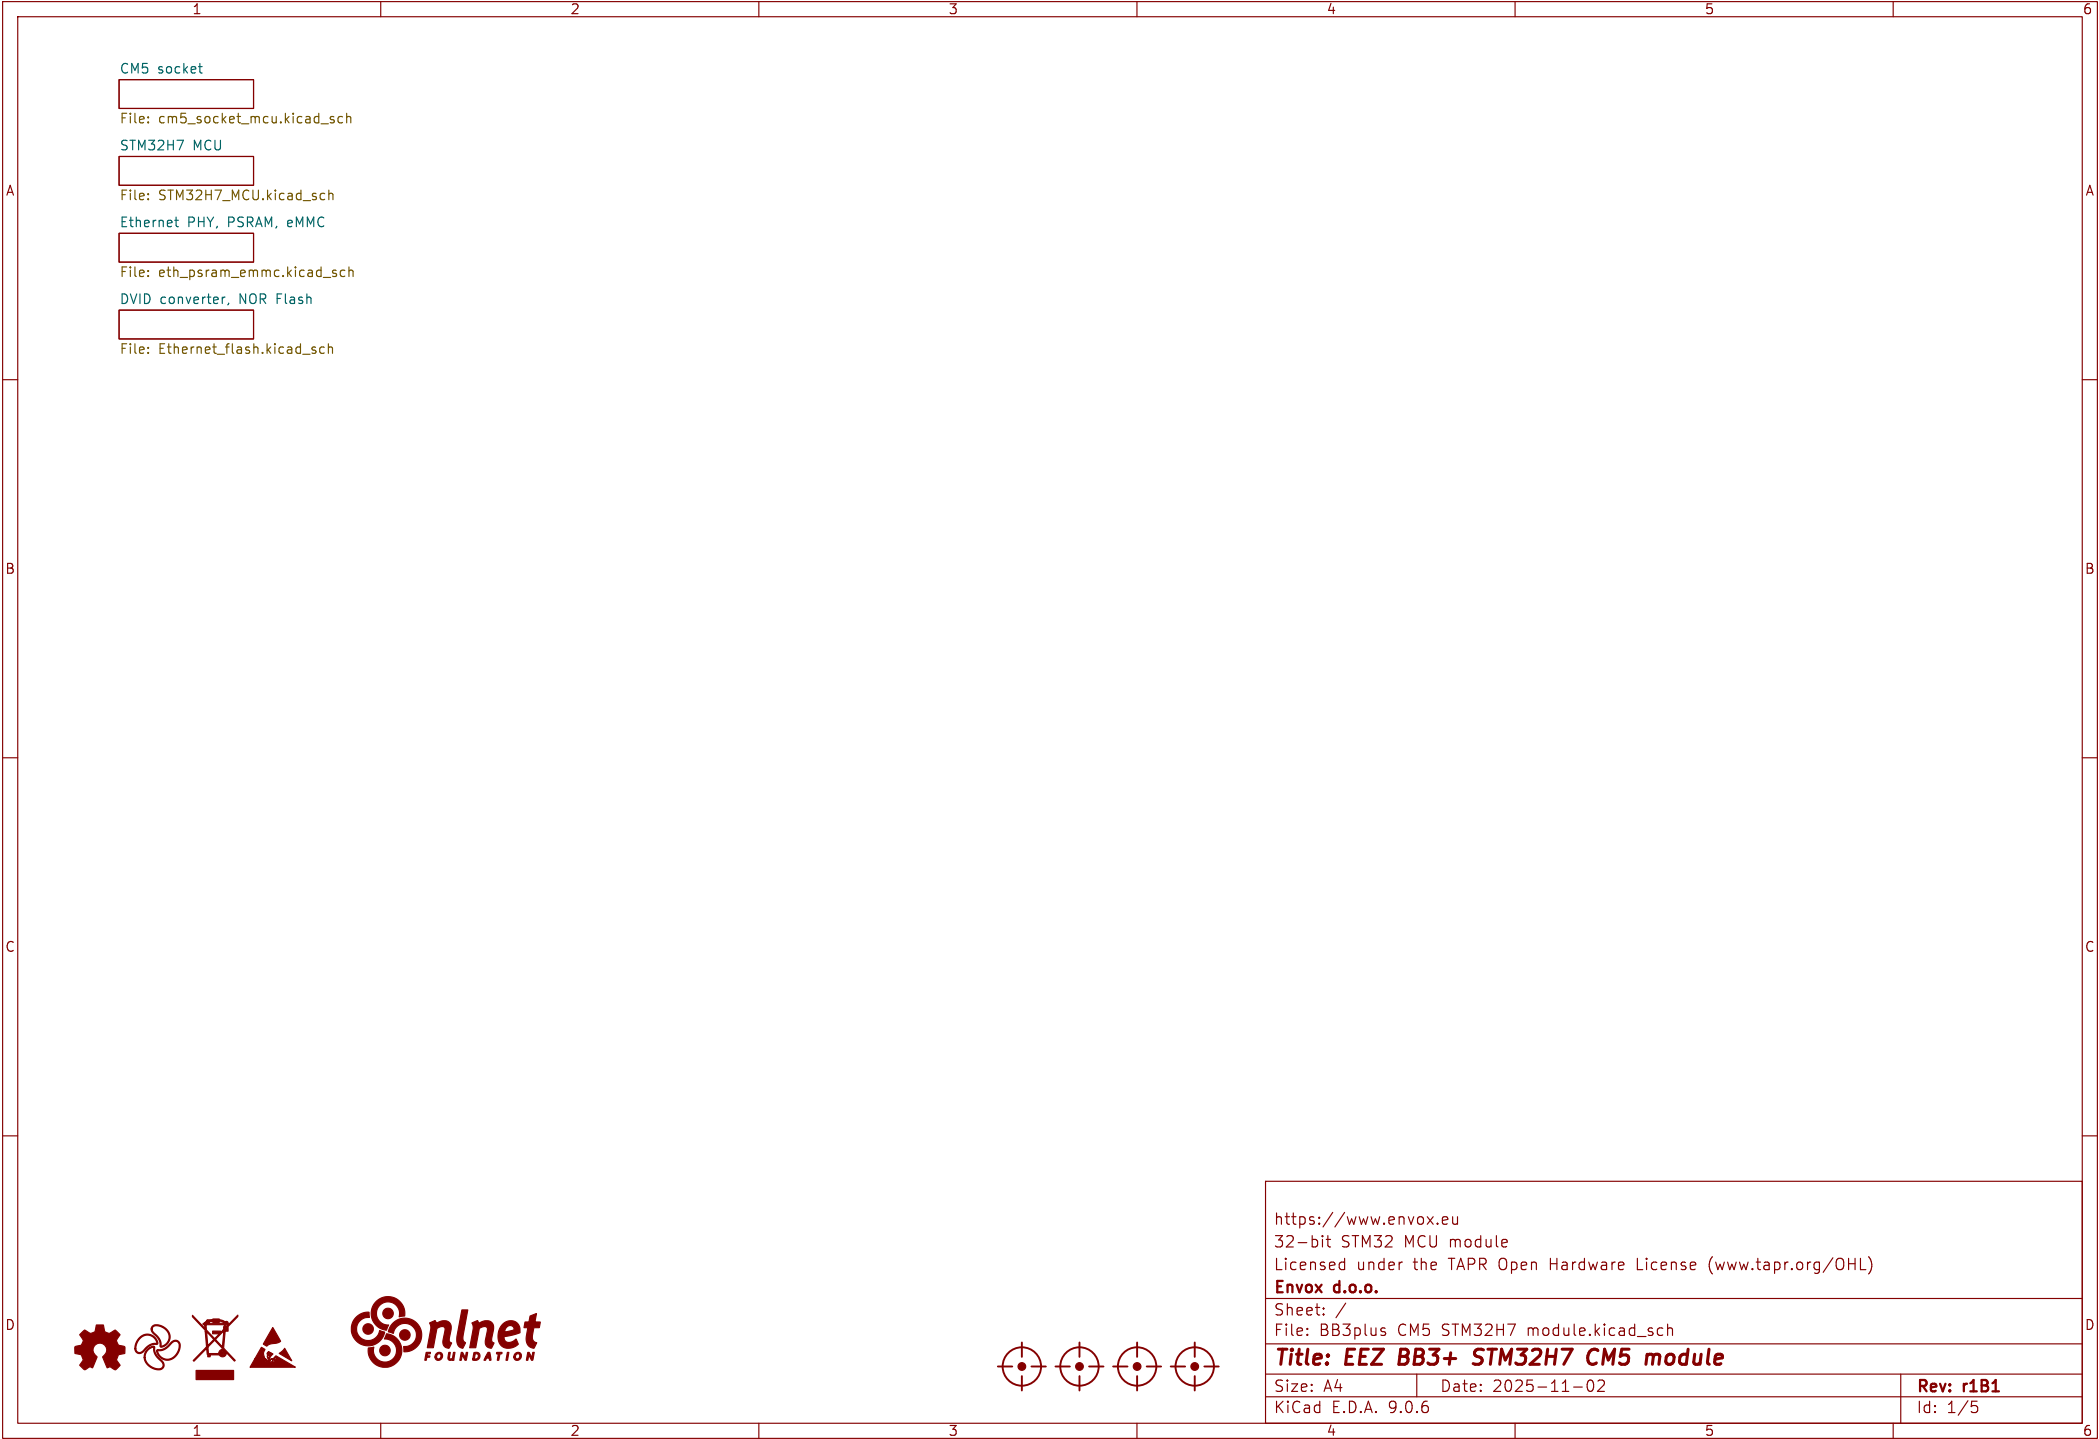 1 2 3 4 5 6
CM5 socket
File: cm5_socket_mcu.kicad_sch
STM32H7 MCU
A A
File: STM32H7_MCU.kicad_sch
Ethernet PHY, PSRAM, eMMC
File: eth_psram_emmc.kicad_sch
DVID converter, NOR Flash
File: Ethernet_flash.kicad_sch
B B
C C
https://www.envox.eu
32-bit STM32 MCU module
Licensed under the TAPR Open Hardware License (www.tapr.org/OHL)
Envox d.o.o.
Sheet: /
D D
File: BB3plus CM5 STM32H7 module.kicad_sch
nlnet
FOUNDATION
Title: EEZ BB3+ STM32H7 CM5 module
Size: A4 Date: 2025-11-02 Rev: r1B1
KiCad E.D.A. 9.0.6 Id: 1/5
1 2 3 4 5 6